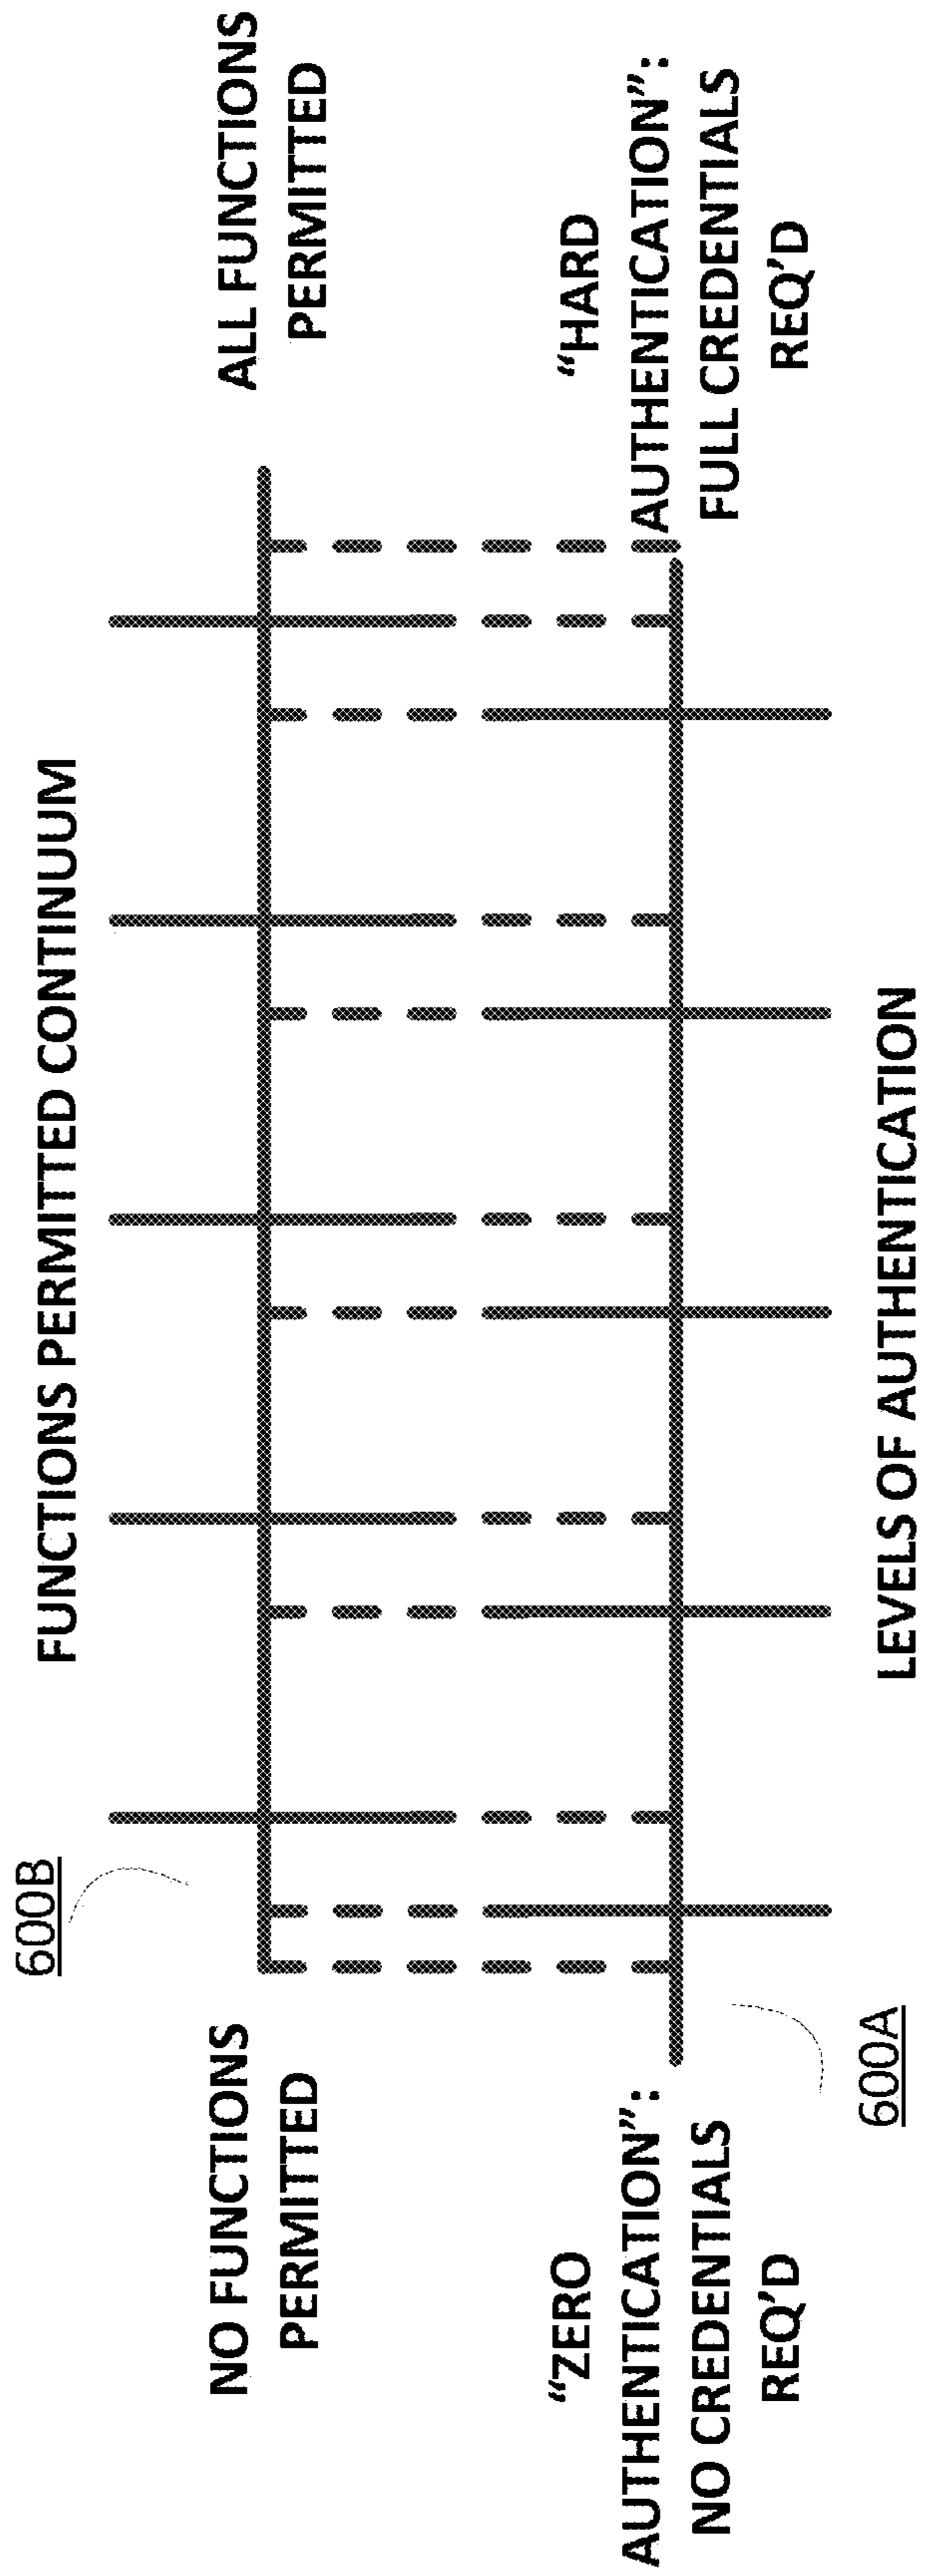 FUNCTIONS PERMITTED CONTINUUM
600B
NO FUNCTIONS
PERMITTED
ALL FUNCTIONS
PERMITTED
“ZERO
AUTHENTICATION”:
NO CREDENTIALS
REQ’D
“HARD
AUTHENTICATION”:
FULL CREDENTIALS
REQ’D
600A
LEVELS OF AUTHENTICATION